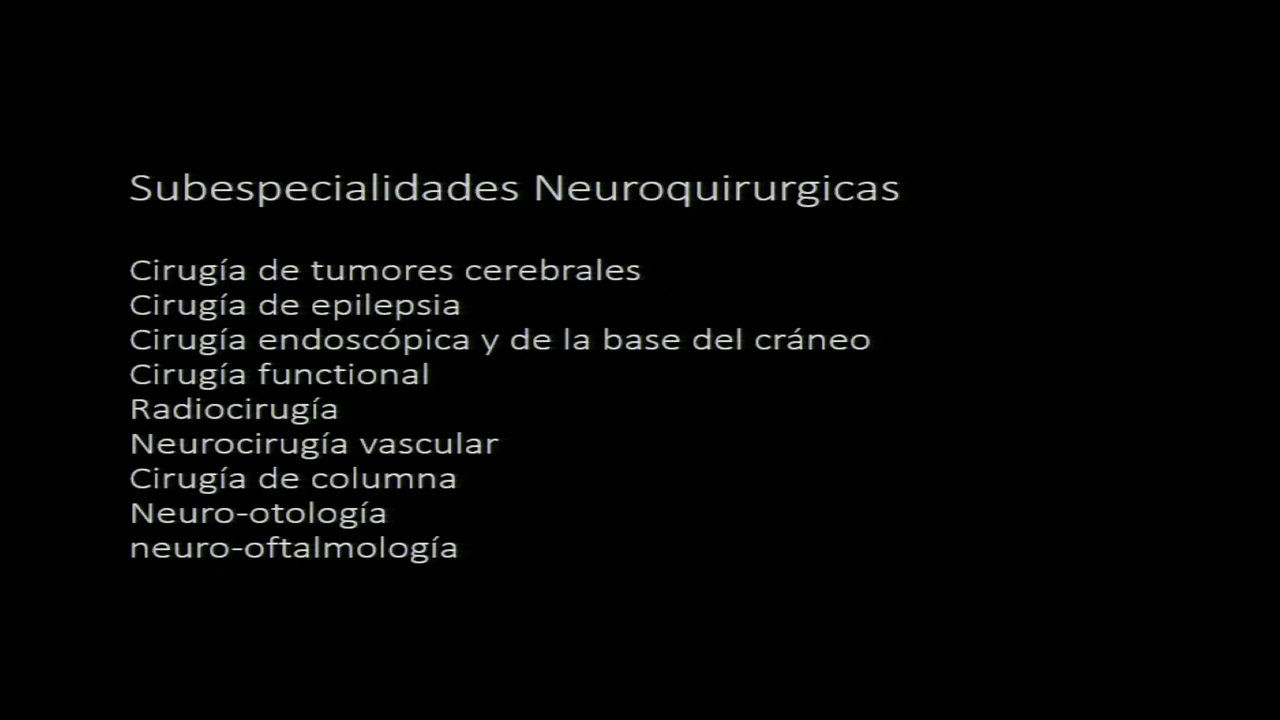 Subespecialidades Neuroquirurgicas
Cirugía de tumores cerebrales
Cirugía de epilepsia
Cirugía endoscópica y de la base del cráneo
Cirugía functional
Radiocirugía
Neurocirugía vascular
Cirugía de columna
Neuro-otología
neuro-oftalmología